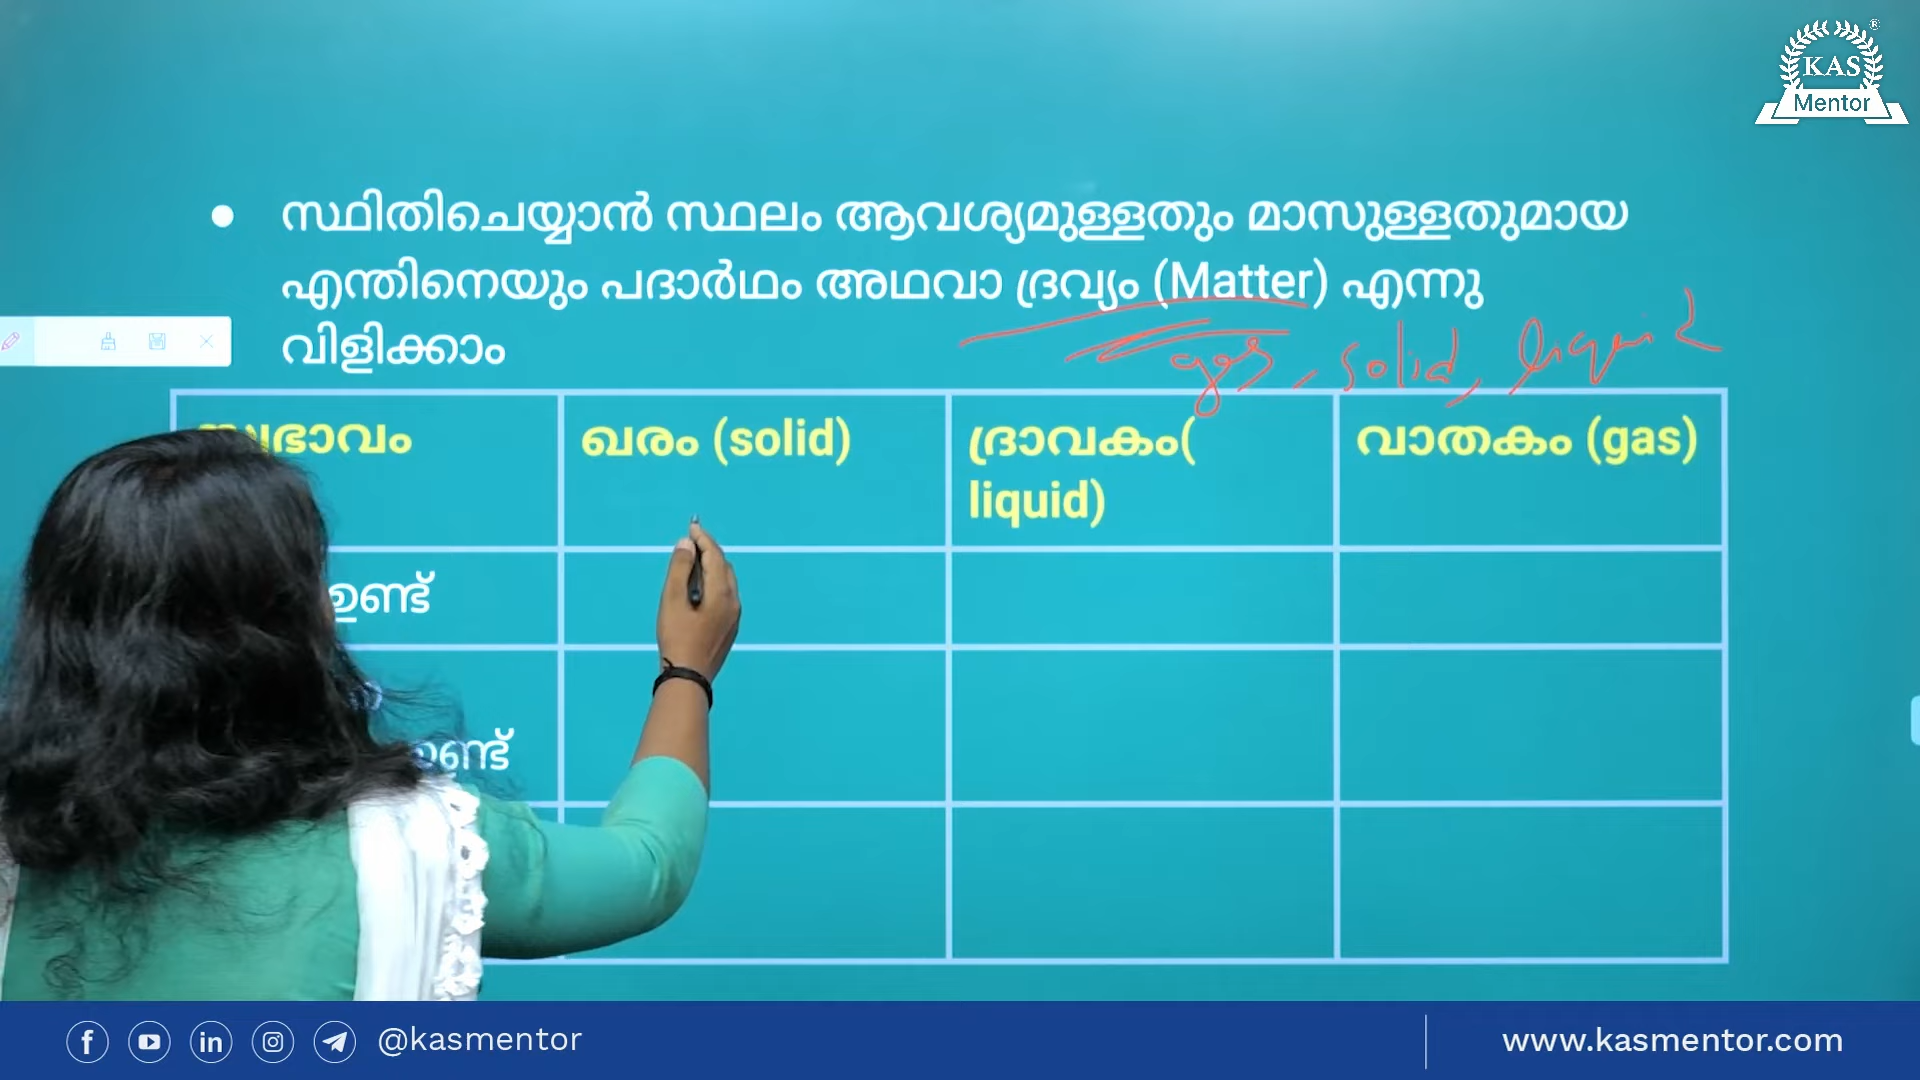 KAS
Mentor
സ്ഥിതിചെയ്യാൻ സ്ഥലം ആവശ്യമുള്ളതും മാസുള്ളതുമായ
എന്തിനെയും പദാർഥം അഥവാ ദ്രവ്യം (Matter) എന്നു
വിളിക്കാം
gas, solid, liquid
ഖരം (solid)
ദ്രാവകം(
liquid)
വാതകം (gas)
ഉണ്ട്
ഉണ്ട്
@kasmentor
www.kasmentor.com